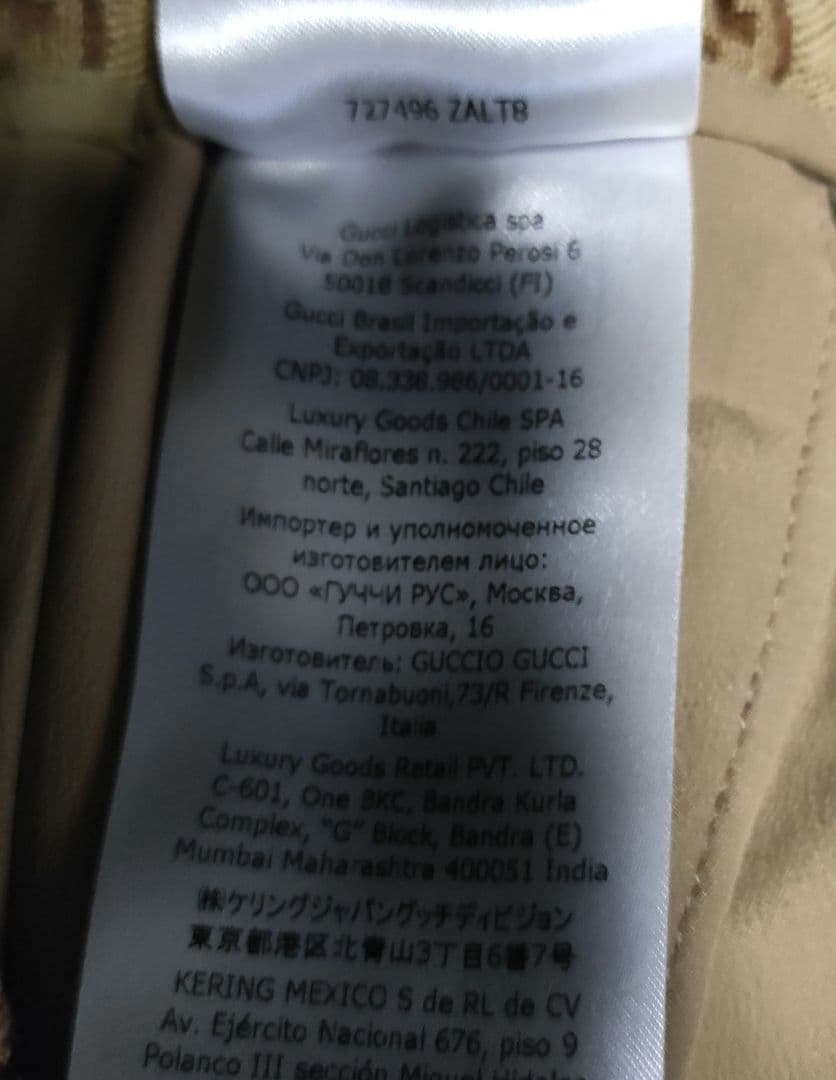 727496 ZALT8
Gucci Logistica spa
Via Don Lorenzo Perosi 6
50018 Scandicci (FI)
Gucci Brasil Importação e
Exportação LTDA
CNPJ: 08.338.986/0001-16
Luxury Goods Chile SPA
Calle Miraflores n. 222, piso 28
norte, Santiago Chile
Импортер и уполномоченное
изготовителем лицо:
ООО «ГУЧЧИ РУС», Москва,
Петровка, 16
Изготовитель: GUCCIO GUCCI
S.p.A, via Tornabuoni,73/R Firenze,
Italia
Luxury Goods Retail PVT. LTD.
C-601, One BKC, Bandra Kurla
Complex, "G" Block, Bandra (E)
Mumbai Maharashtra 400051 India
㈱ケリングジャパングッチディビジョン
東京都港区北青山3丁目6番7号
KERING MEXICO S de RL de CV
Av. Ejército Nacional 676, piso 9
Polanco III sección Miguel Hidalgo